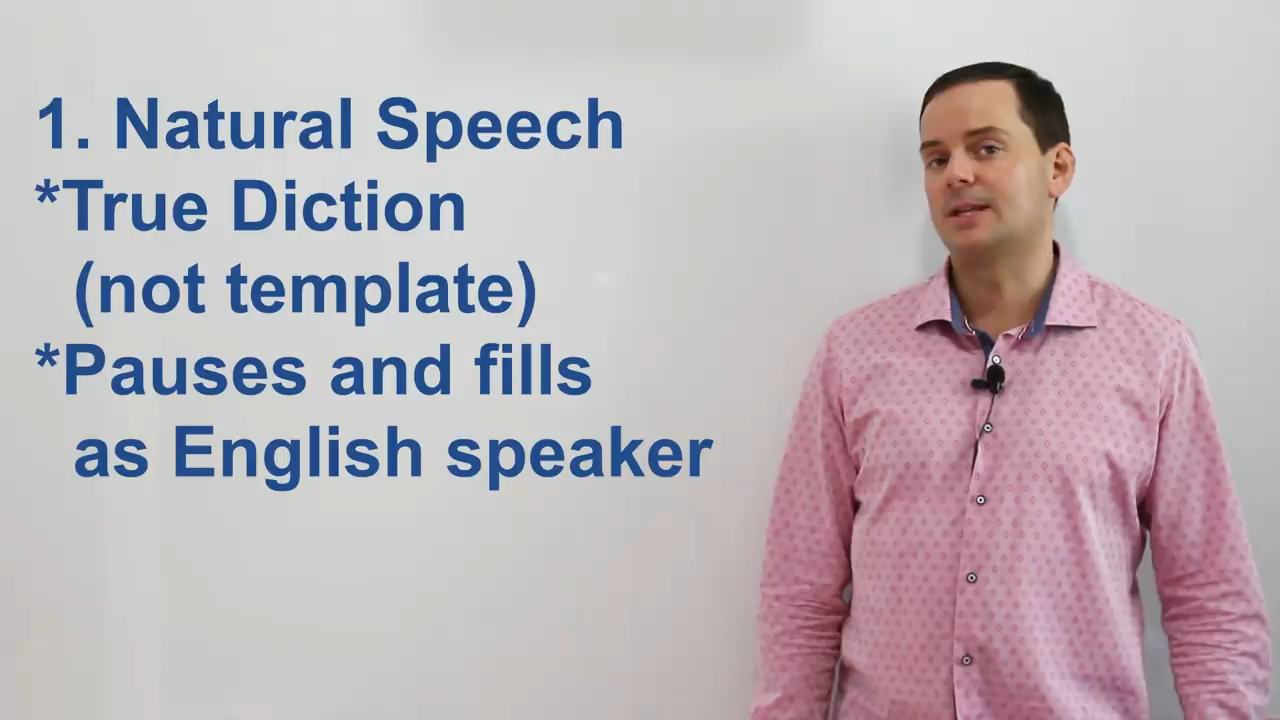 1. Natural Speech
*True Diction
(not template)
*Pauses and fills
as English speaker